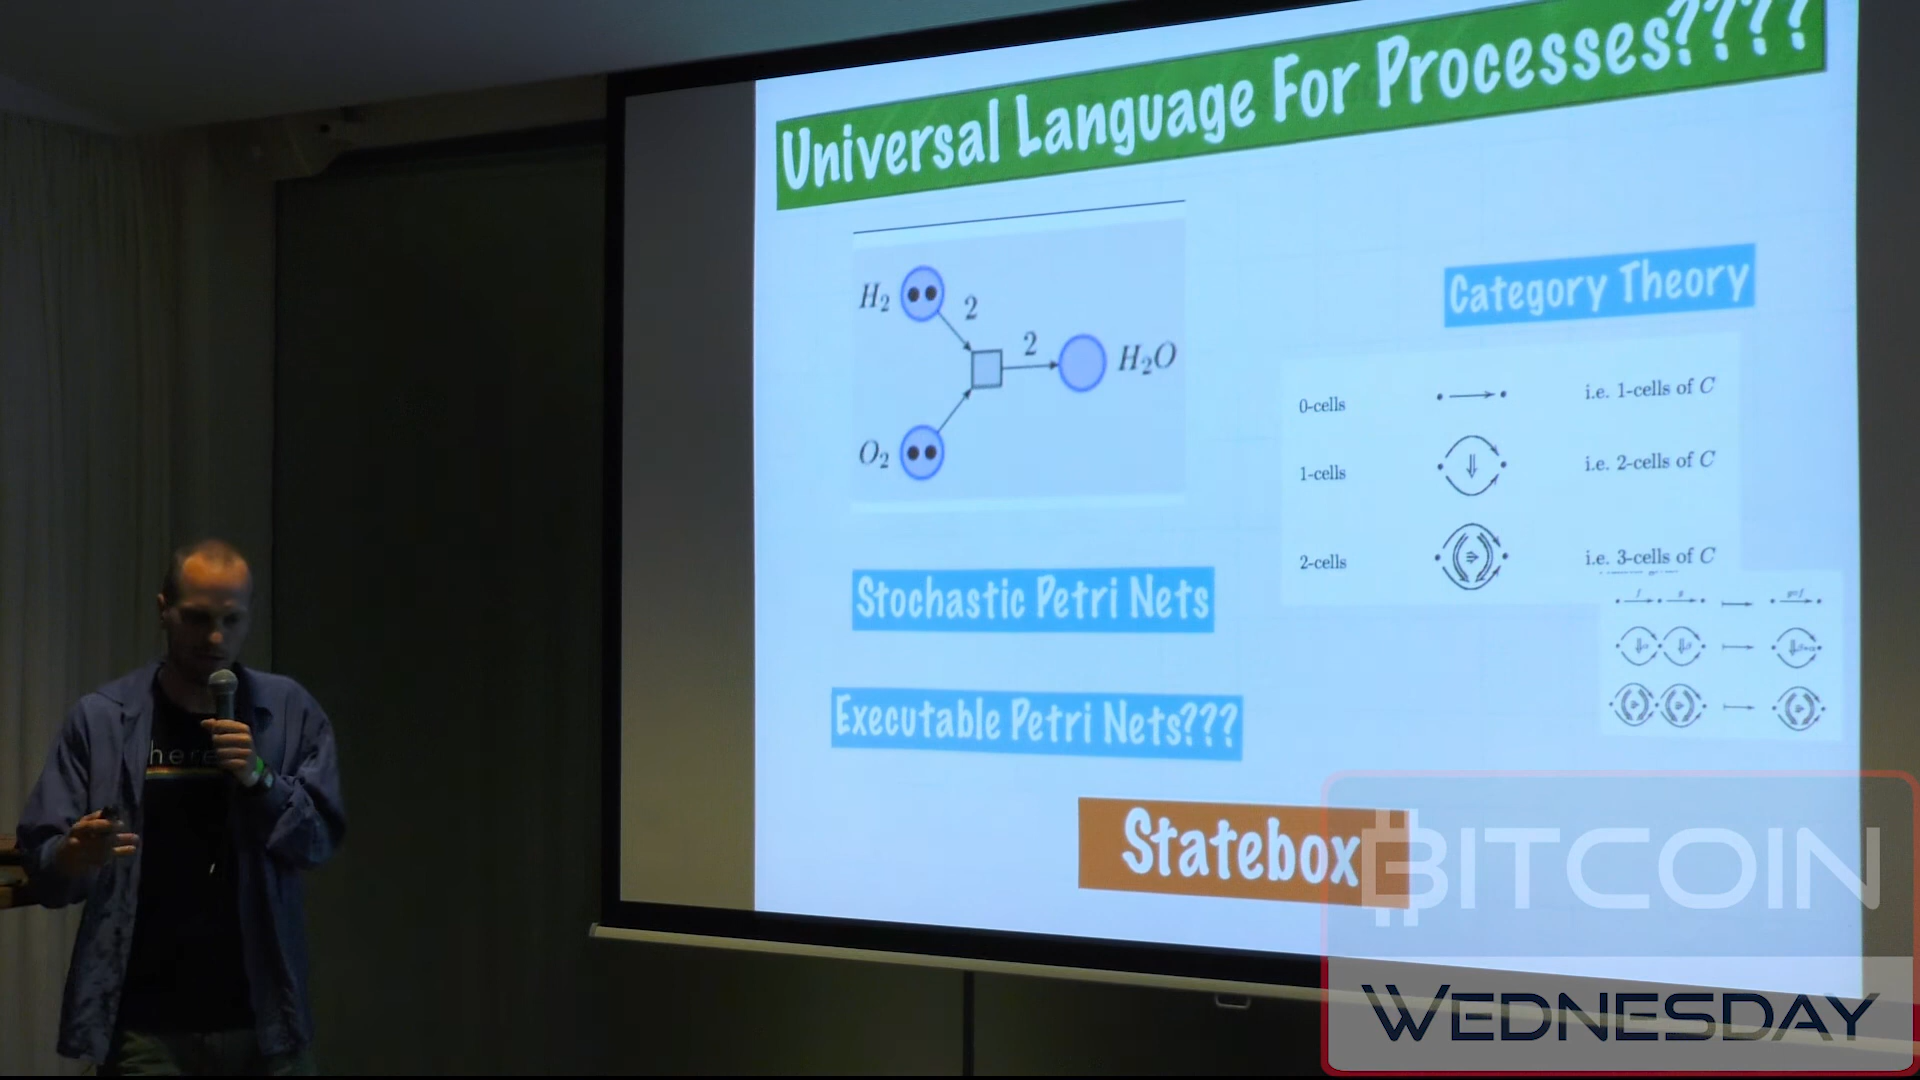 Universal Language For Processes????
H2
2
2
H2O
O2
Category Theory
0-cells
i.e. 1-cells of C
1-cells
i.e. 2-cells of C
2-cells
i.e. 3-cells of C
f g
Stochastic Petri Nets
Executable Petri Nets???
Statebox
here
BITCOIN
WEDNESDAY